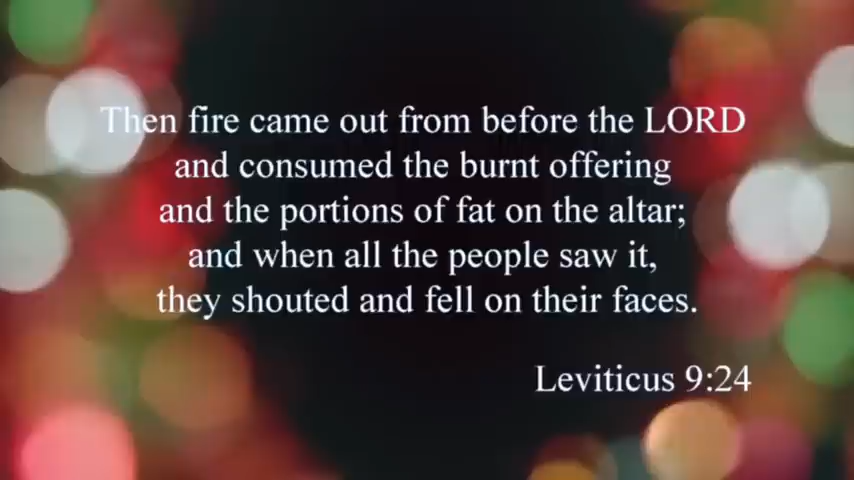 Then fire came out from before the LORD
and consumed the burnt offering
and the portions of fat on the altar;
and when all the people saw it,
they shouted and fell on their faces.
Leviticus 9:24